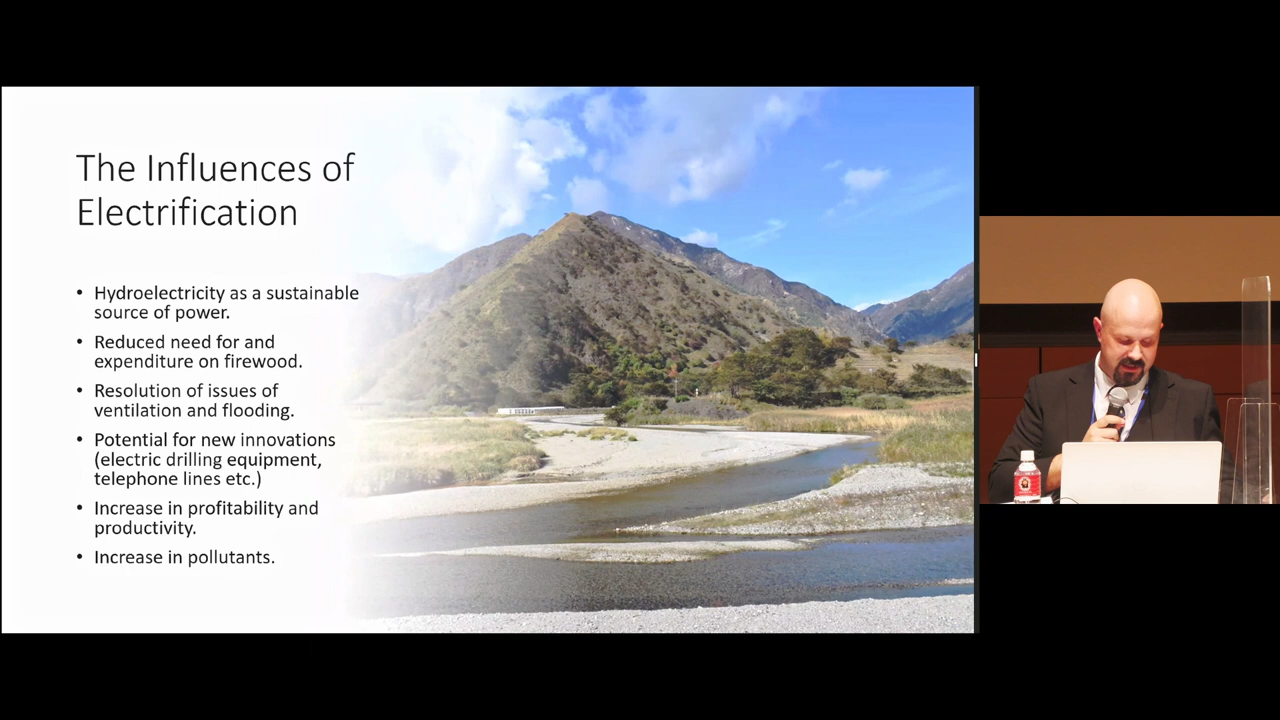 The Influences of
Electrification
• Hydroelectricity as a sustainable
source of power.
• Reduced need for and
expenditure on firewood.
• Resolution of issues of
ventilation and flooding.
• Potential for new innovations
(electric drilling equipment,
telephone lines etc.)
• Increase in profitability and
productivity.
• Increase in pollutants.